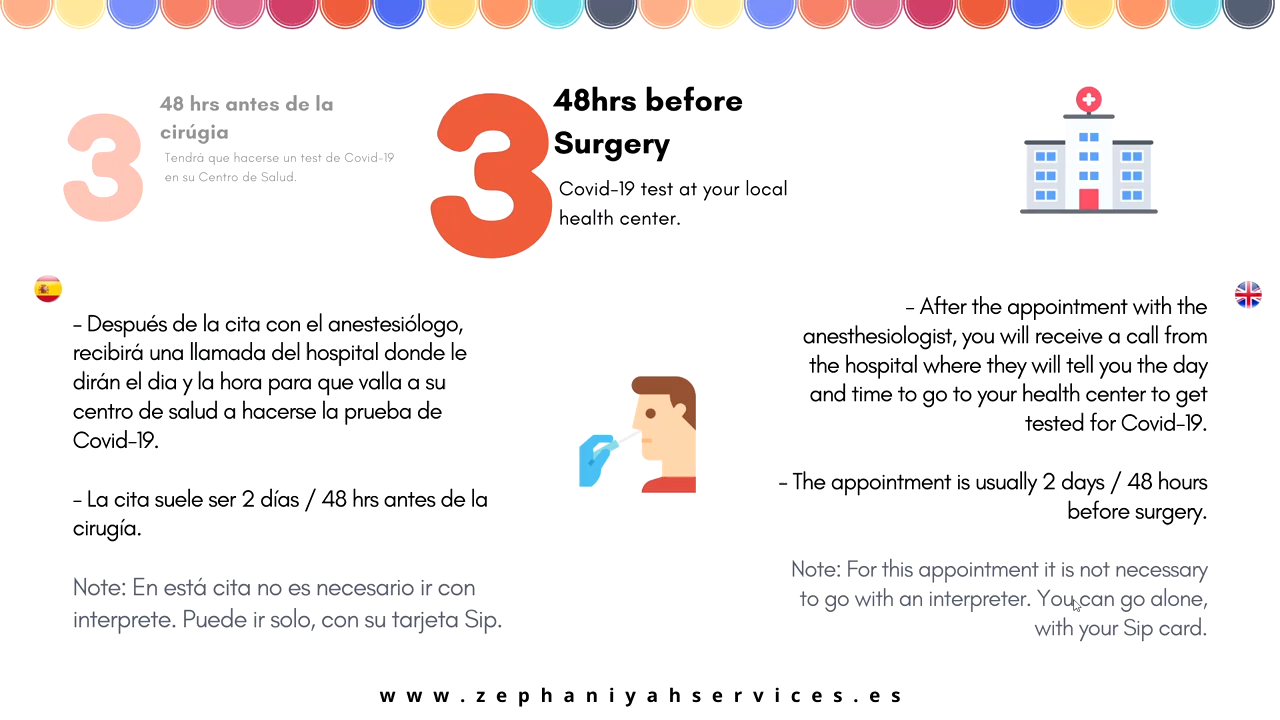 3
48 hrs antes de la
cirúgia
Tendrá que hacerse un test de Covid-19
en su Centro de Salud.
3
48hrs before
Surgery
Covid-19 test at your local
health center.
- Después de la cita con el anestesiólogo,
recibirá una llamada del hospital donde le
dirán el dia y la hora para que valla a su
centro de salud a hacerse la prueba de
Covid-19.
- La cita suele ser 2 días / 48 hrs antes de la
cirugía.
Note: En está cita no es necesario ir con
interprete. Puede ir solo, con su tarjeta Sip.
- After the appointment with the
anesthesiologist, you will receive a call from
the hospital where they will tell you the day
and time to go to your health center to get
tested for Covid-19.
- The appointment is usually 2 days / 48 hours
before surgery.
Note: For this appointment it is not necessary
to go with an interpreter. You can go alone,
with your Sip card.
www.zephaniyahservices.es